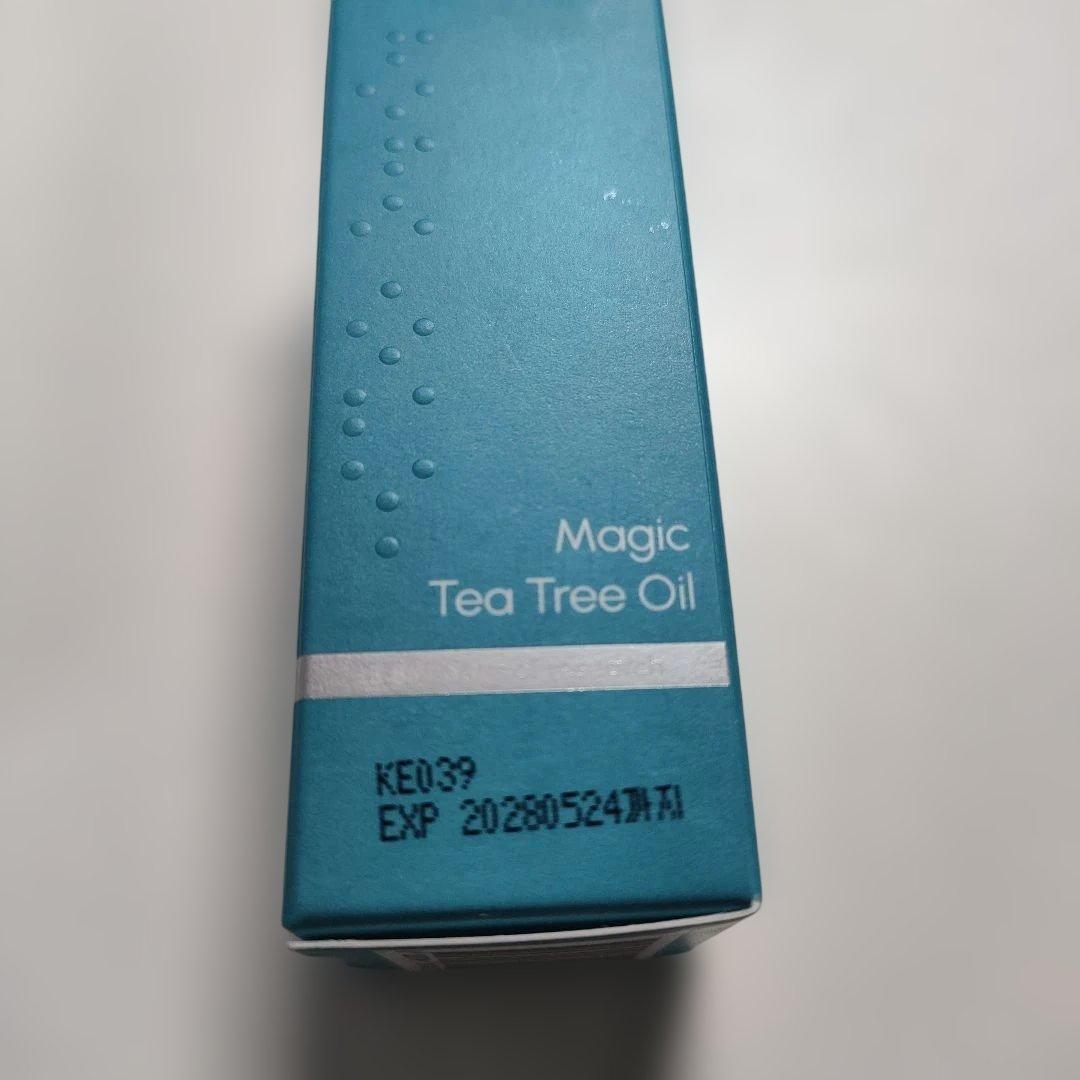 Magic
Tea Tree Oil
KE039
EXP 20280524까지